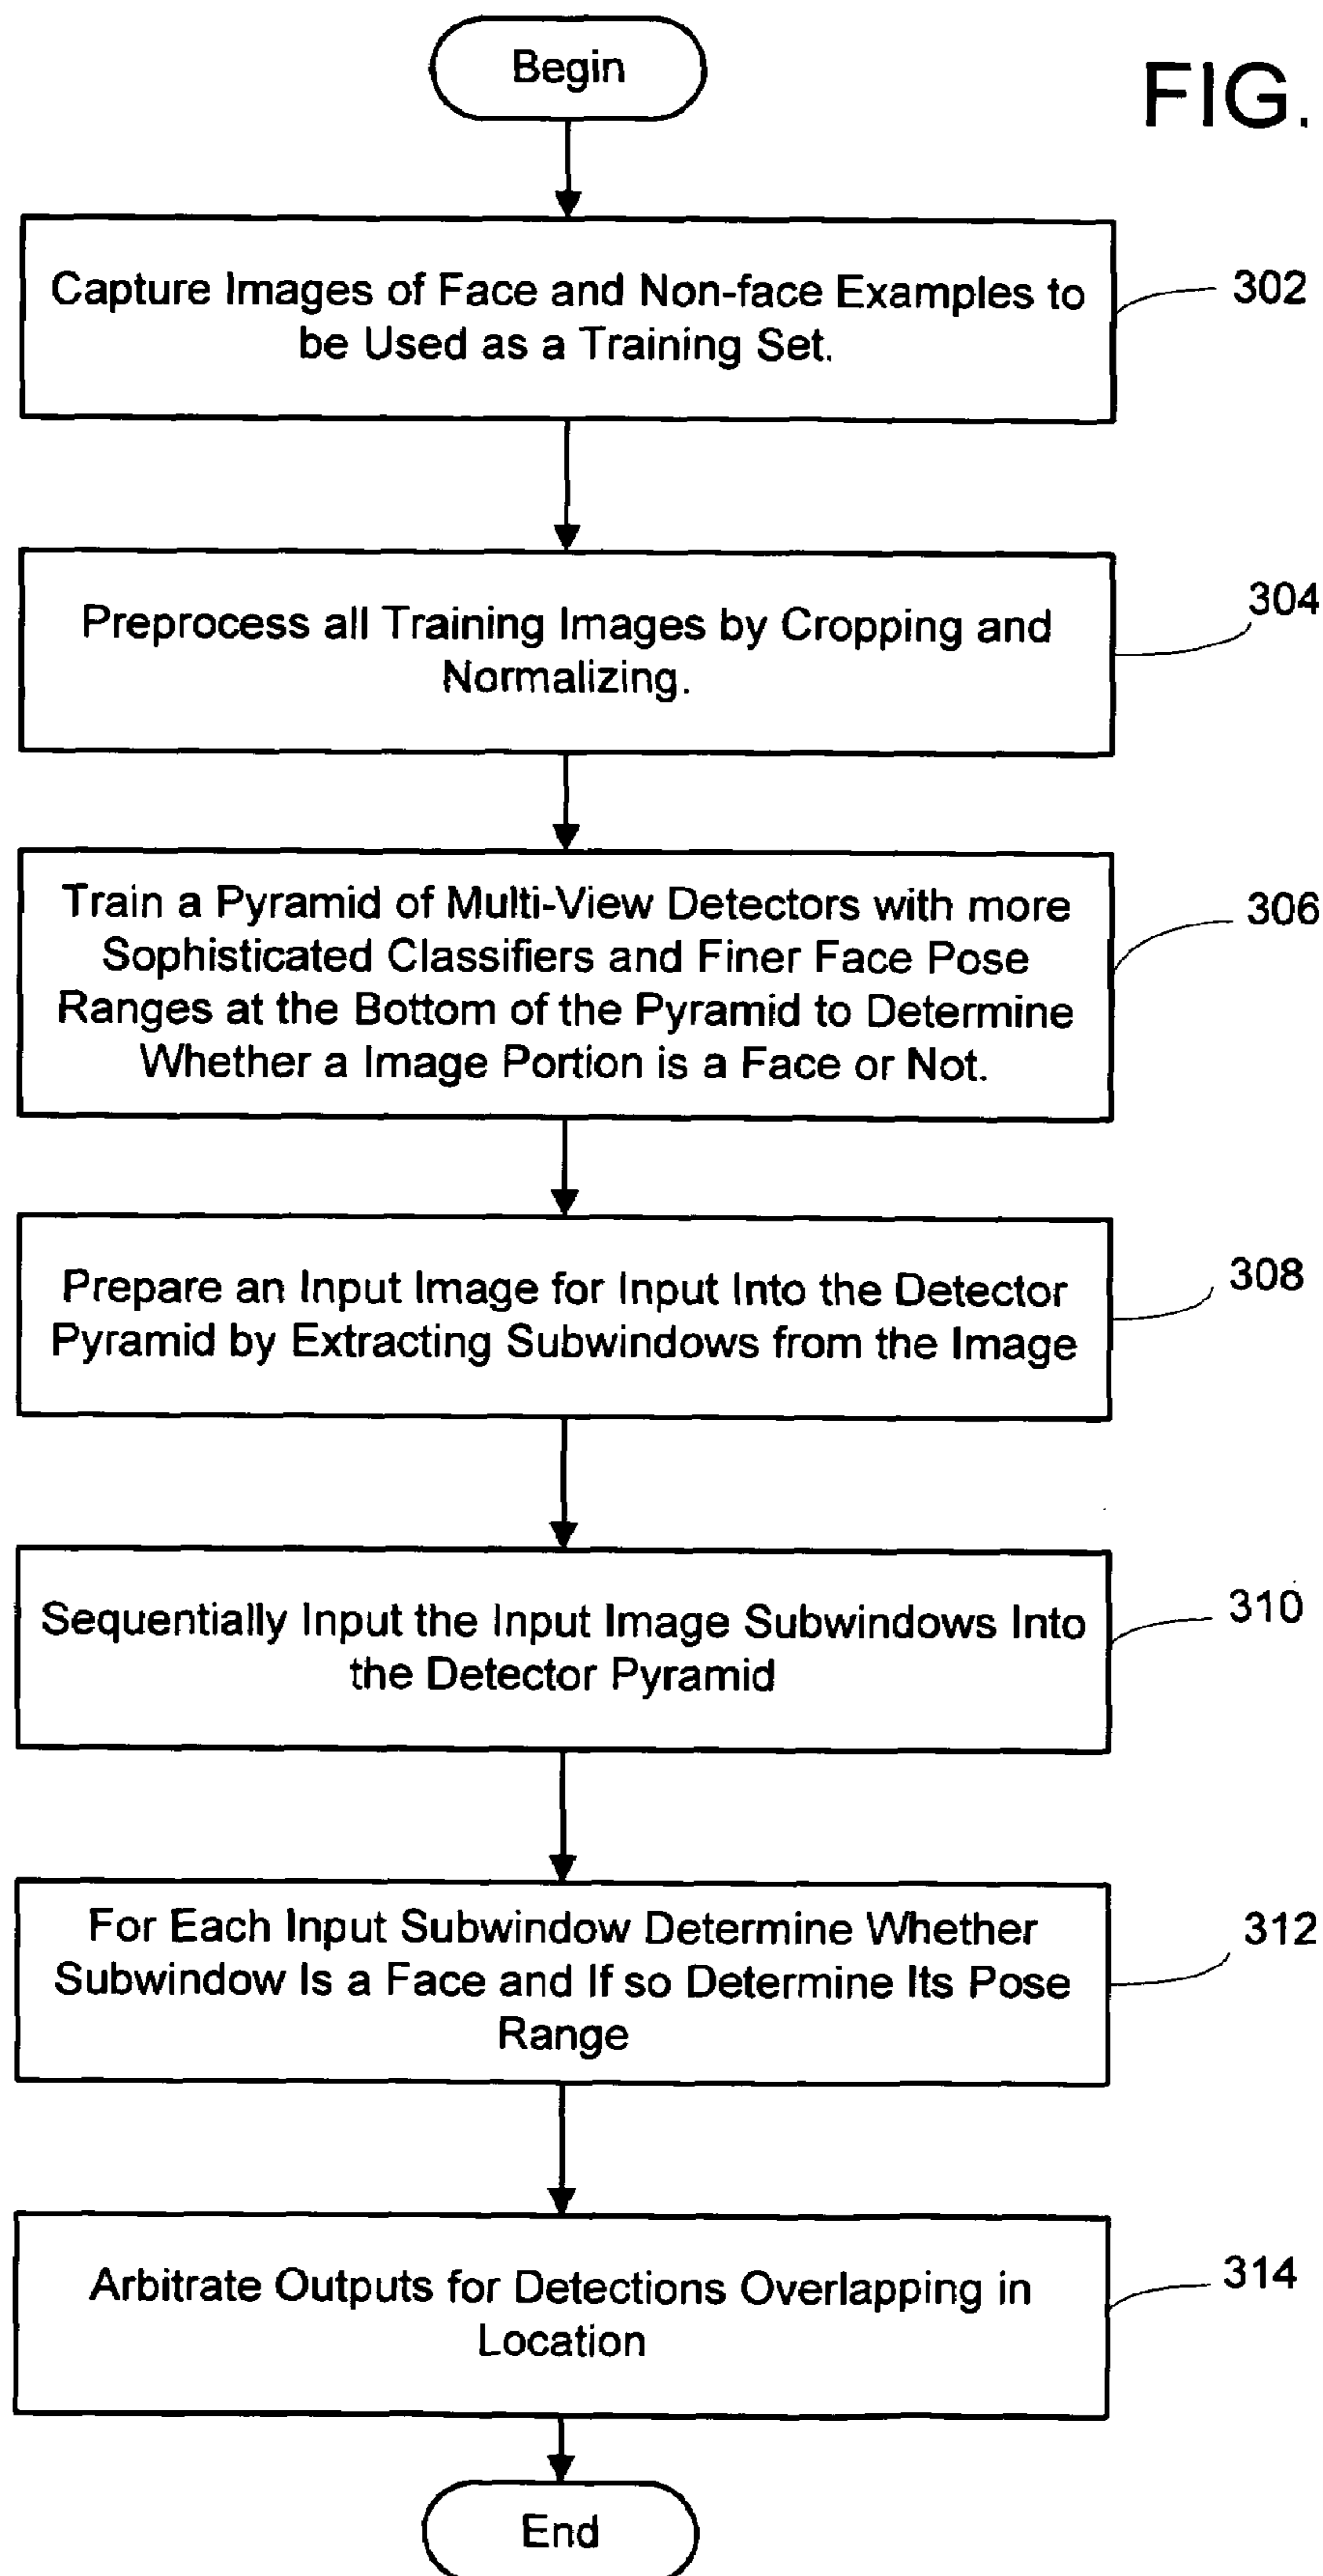 Begin
FIG.
Capture Images of Face and Non-face Examples to
be Used as a Training Set.
302
Preprocess all Training Images by Cropping and
Normalizing.
304
Train a Pyramid of Multi-View Detectors with more
Sophisticated Classifiers and Finer Face Pose
Ranges at the Bottom of the Pyramid to Determine
Whether a Image Portion is a Face or Not.
306
Prepare an Input Image for Input Into the Detector
Pyramid by Extracting Subwindows from the Image
308
Sequentially Input the Input Image Subwindows Into
the Detector Pyramid
310
For Each Input Subwindow Determine Whether
Subwindow Is a Face and If so Determine Its Pose
Range
312
Arbitrate Outputs for Detections Overlapping in
Location
314
End